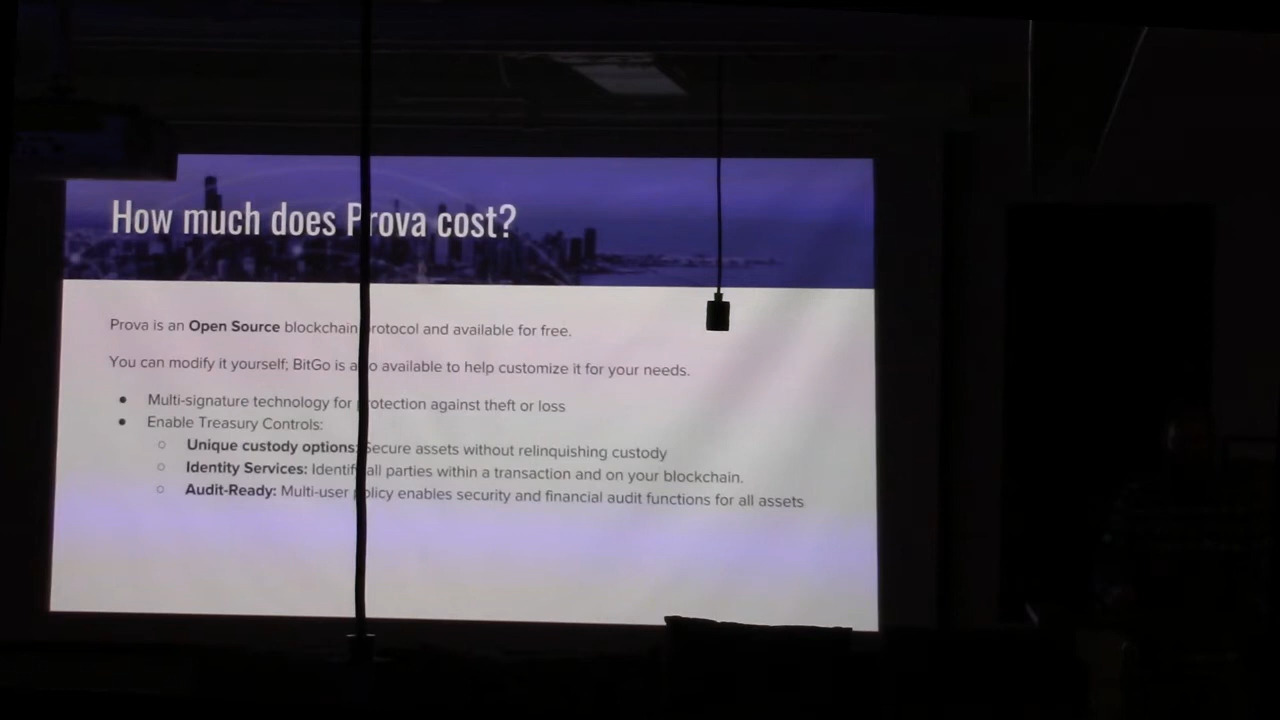 How much does Prova cost?
Prova is an Open Source blockchain protocol and available for free.
You can modify it yourself; BitGo is also available to help customize it for your needs.
• Multi-signature technology for protection against theft or loss
• Enable Treasury Controls:
○ Unique custody options: Secure assets without relinquishing custody
○ Identity Services: Identify all parties within a transaction and on your blockchain.
○ Audit-Ready: Multi-user policy enables security and financial audit functions for all assets